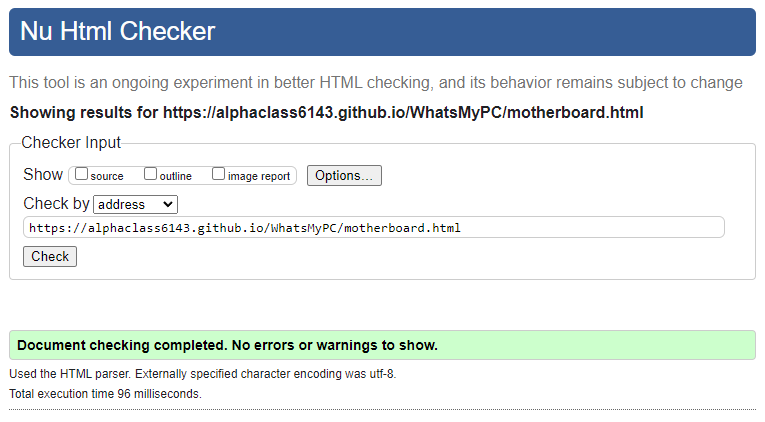 Nu Html Checker
This tool is an ongoing experiment in better HTML checking, and its behavior remains subject to change
Showing results for https://alphaclass6143.github.io/WhatsMyPC/motherboard.html
Checker Input
Show source outline image report Options...
Check by address
https://alphaclass6143.github.io/WhatsMyPC/motherboard.html
Check
Document checking completed. No errors or warnings to show.
Used the HTML parser. Externally specified character encoding was utf-8.
Total execution time 96 milliseconds.